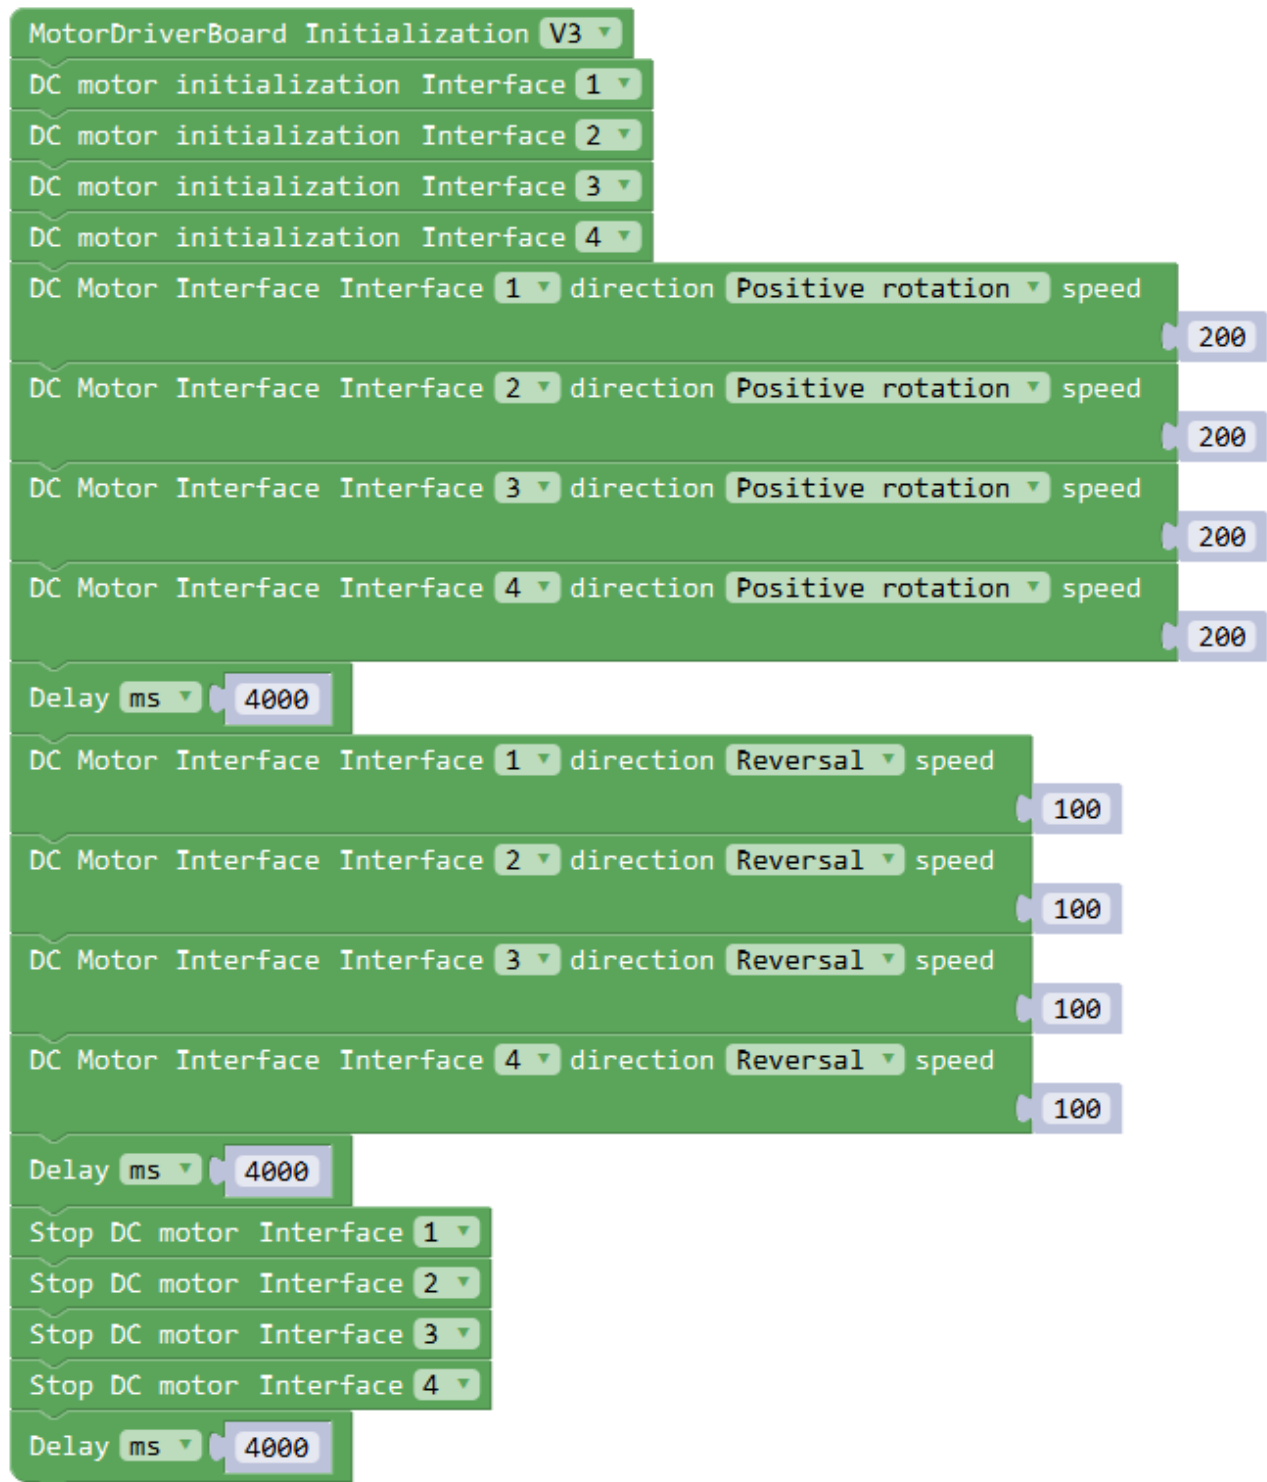 MotorDriverBoard Initialization V3
DC motor initialization Interface 1
DC motor initialization Interface 2
DC motor initialization Interface 3
DC motor initialization Interface 4
DC Motor Interface Interface 1 direction Positive rotation speed
200
DC Motor Interface Interface 2 direction Positive rotation speed
200
DC Motor Interface Interface 3 direction Positive rotation speed
200
DC Motor Interface Interface 4 direction Positive rotation speed
200
Delay ms 4000
DC Motor Interface Interface 1 direction Reversal speed
100
DC Motor Interface Interface 2 direction Reversal speed
100
DC Motor Interface Interface 3 direction Reversal speed
100
DC Motor Interface Interface 4 direction Reversal speed
100
Delay ms 4000
Stop DC motor Interface 1
Stop DC motor Interface 2
Stop DC motor Interface 3
Stop DC motor Interface 4
Delay ms 4000